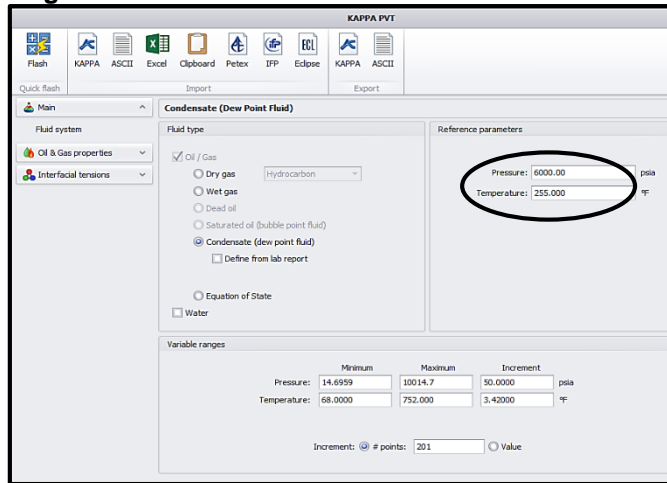 KAPPA PVT
Flash
KAPPA
ASCII
Excel
Clipboard
Petex
IFP
Eclipse
KAPPA
ASCII
Quick flash
Import
Export
Main
Fluid system
Oil & Gas properties
Interfacial tensions
Condensate (Dew Point Fluid)
Fluid type
Oil / Gas
Dry gas Hydrocarbon
Wet gas
Dead oil
Saturated oil (bubble point fluid)
Condensate (dew point fluid)
Define from lab report
Equation of State
Water
Reference parameters
Pressure: 6000.00 psia
Temperature: 255.000 °F
Variable ranges
Minimum Maximum Increment
Pressure: 14.6959 10014.7 50.0000 psia
Temperature: 68.0000 752.000 3.42000 °F
Increment: # points: 201 Value